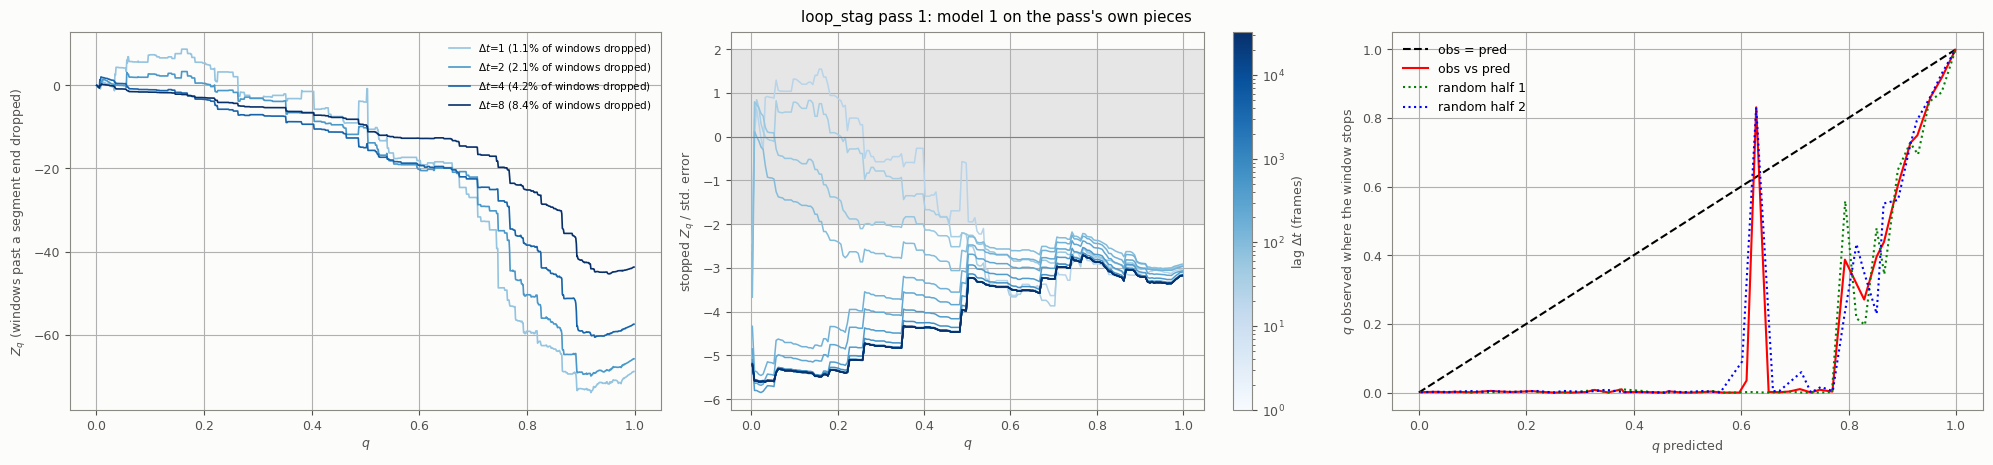 loop_stag pass 1: model 1 on the pass's own pieces
Z_q (windows past a segment end dropped)
0
−20
−40
−60
Δt=1 (1.1% of windows dropped)
Δt=2 (2.1% of windows dropped)
Δt=4 (4.2% of windows dropped)
Δt=8 (8.4% of windows dropped)
0.0 0.2 0.4 0.6 0.8 1.0
q
stopped Z_q / std. error
2
1
0
−1
−2
−3
−4
−5
−6
0.0 0.2 0.4 0.6 0.8 1.0
q
10^4
10^3
10^2
10^1
10^0
lag Δt (frames)
q observed where the window stops
1.0
0.8
0.6
0.4
0.2
0.0
obs = pred
obs vs pred
random half 1
random half 2
0.0 0.2 0.4 0.6 0.8 1.0
q predicted